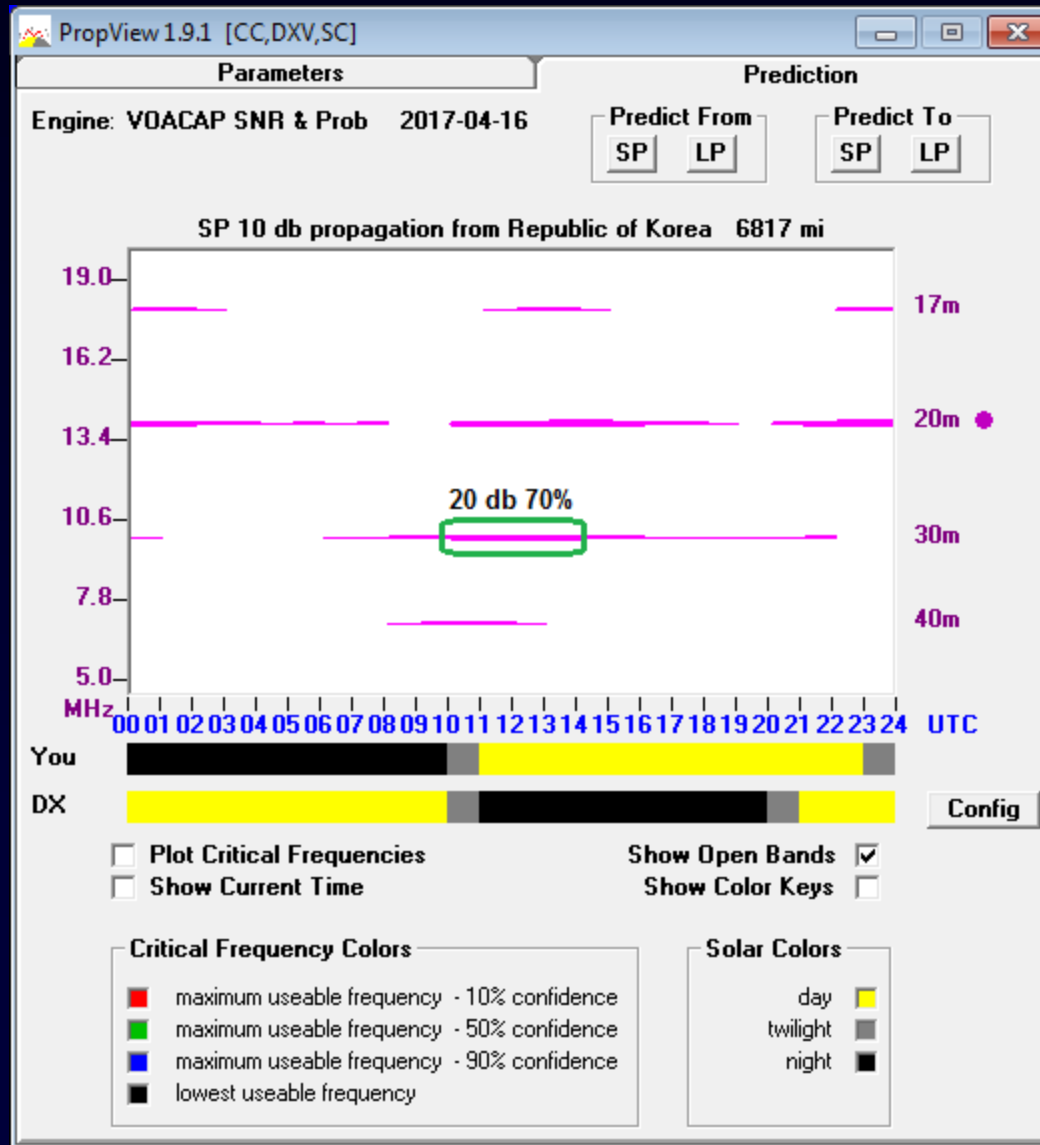 PropView 1.9.1 [CC,DXV,SC]
Parameters Prediction
Engine: VOACAP SNR & Prob 2017-04-16
Predict From Predict To
SP LP SP LP
SP 10 db propagation from Republic of Korea 6817 mi
19.0 17m
16.2
13.4 20m
20 db 70%
10.6 30m
7.8 40m
5.0
MHz 00 01 02 03 04 05 06 07 08 09 10 11 12 13 14 15 16 17 18 19 20 21 22 23 24 UTC
You
DX
Config
Plot Critical Frequencies Show Open Bands
Show Current Time Show Color Keys
Critical Frequency Colors Solar Colors
maximum useable frequency - 10% confidence day
maximum useable frequency - 50% confidence twilight
maximum useable frequency - 90% confidence night
lowest useable frequency